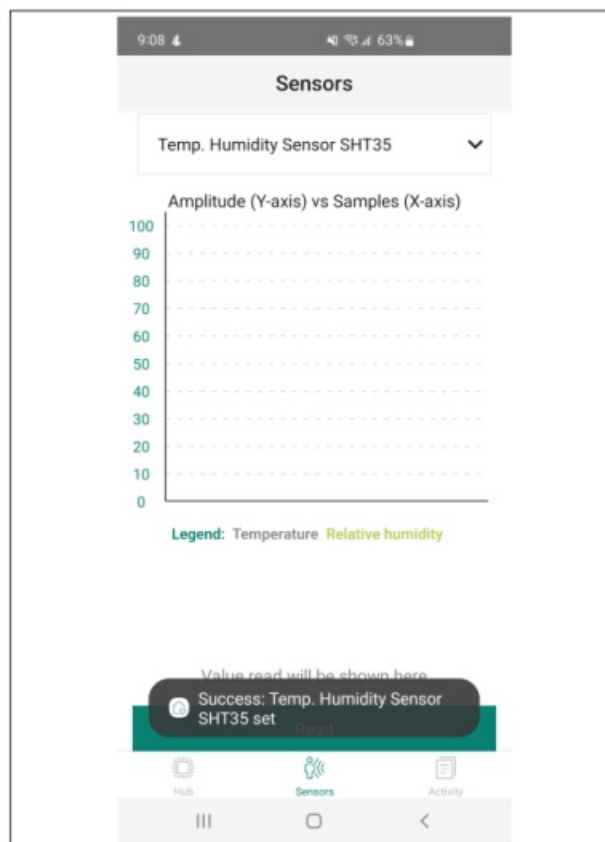 9:08 63%
Sensors
Temp. Humidity Sensor SHT35
Amplitude (Y-axis) vs Samples (X-axis)
100
90
80
70
60
50
40
30
20
10
0
Legend: Temperature Relative humidity
Value read will be shown here
Success: Temp. Humidity Sensor
SHT35 set
Read
Hub Sensors Activity